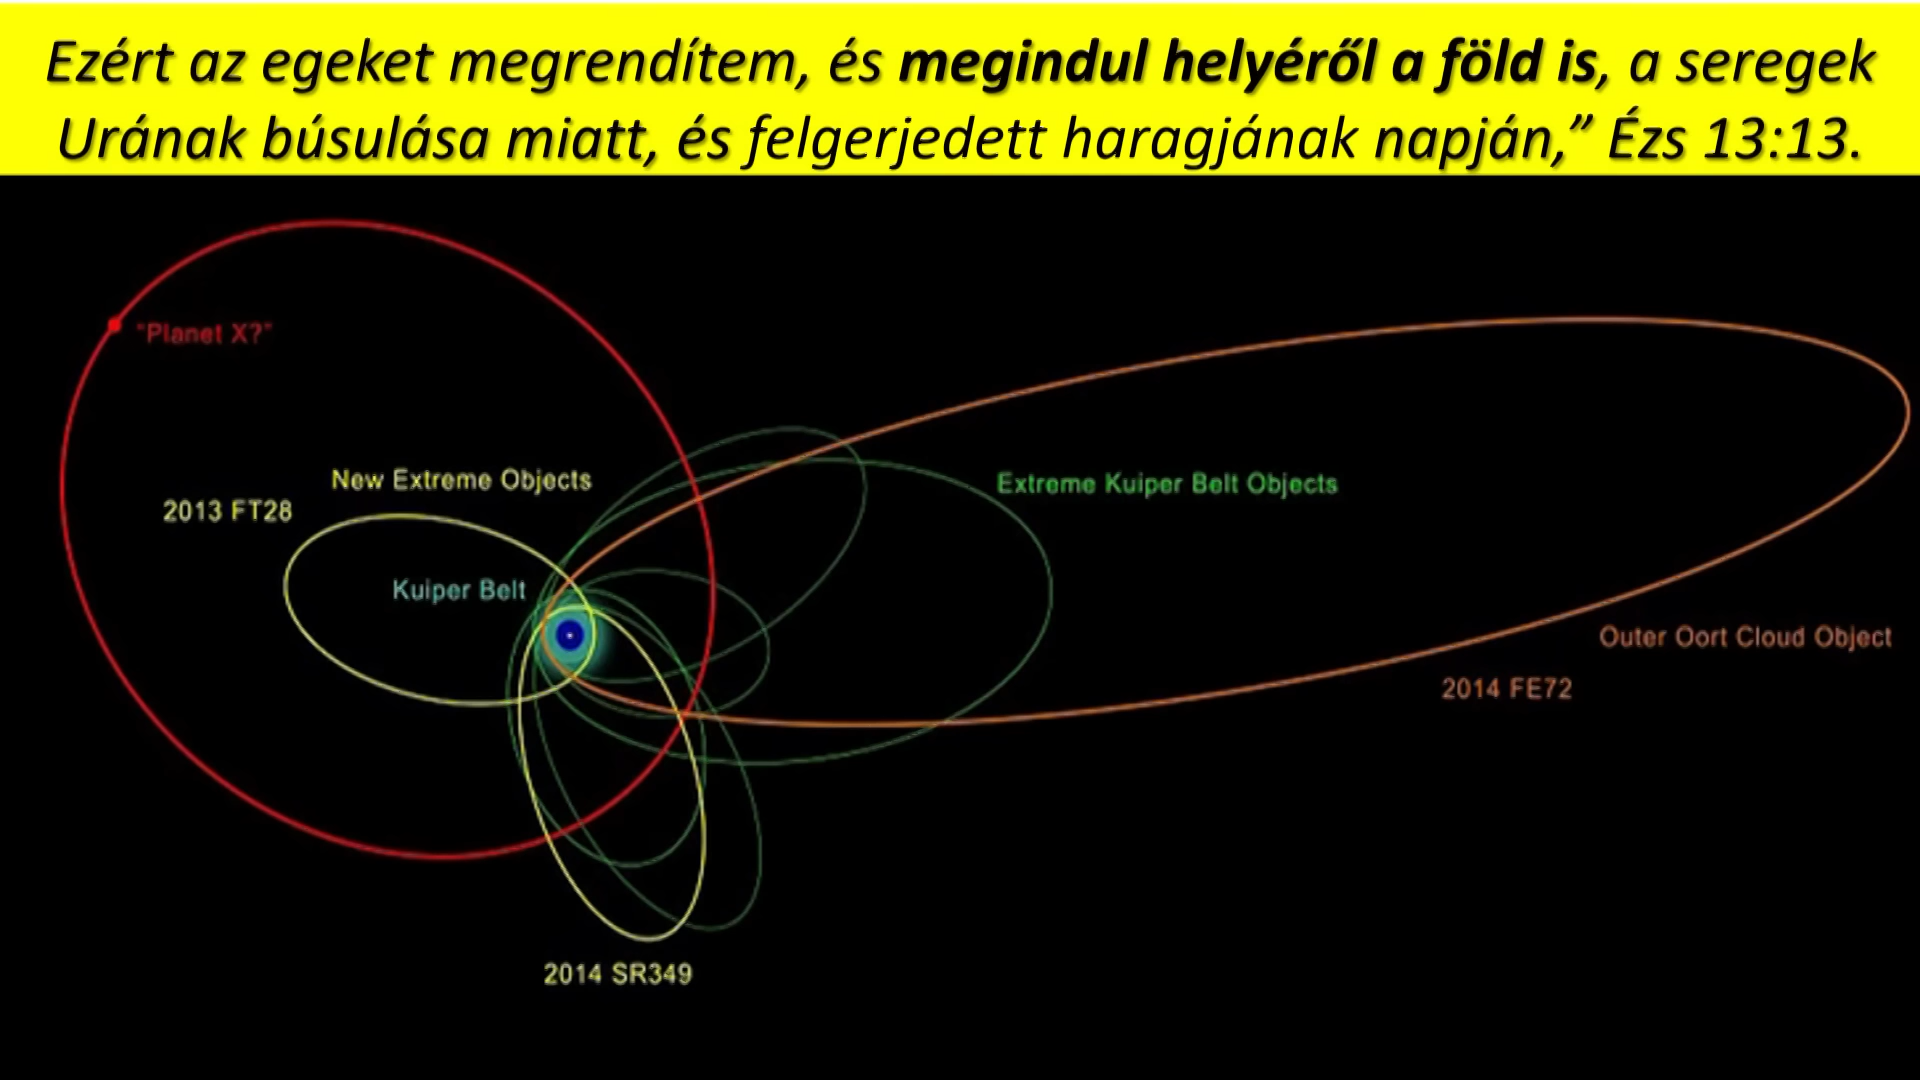 Ezért az egeket megrendítem, és megindul helyéről a föld is, a seregek
Urának búsulása miatt, és felgerjedett haragjának napján,” Ézs 13:13.
"Planet X?"
New Extreme Objects
2013 FT28
Extreme Kuiper Belt Objects
Kuiper Belt
Outer Oort Cloud Object
2014 FE72
2014 SR349